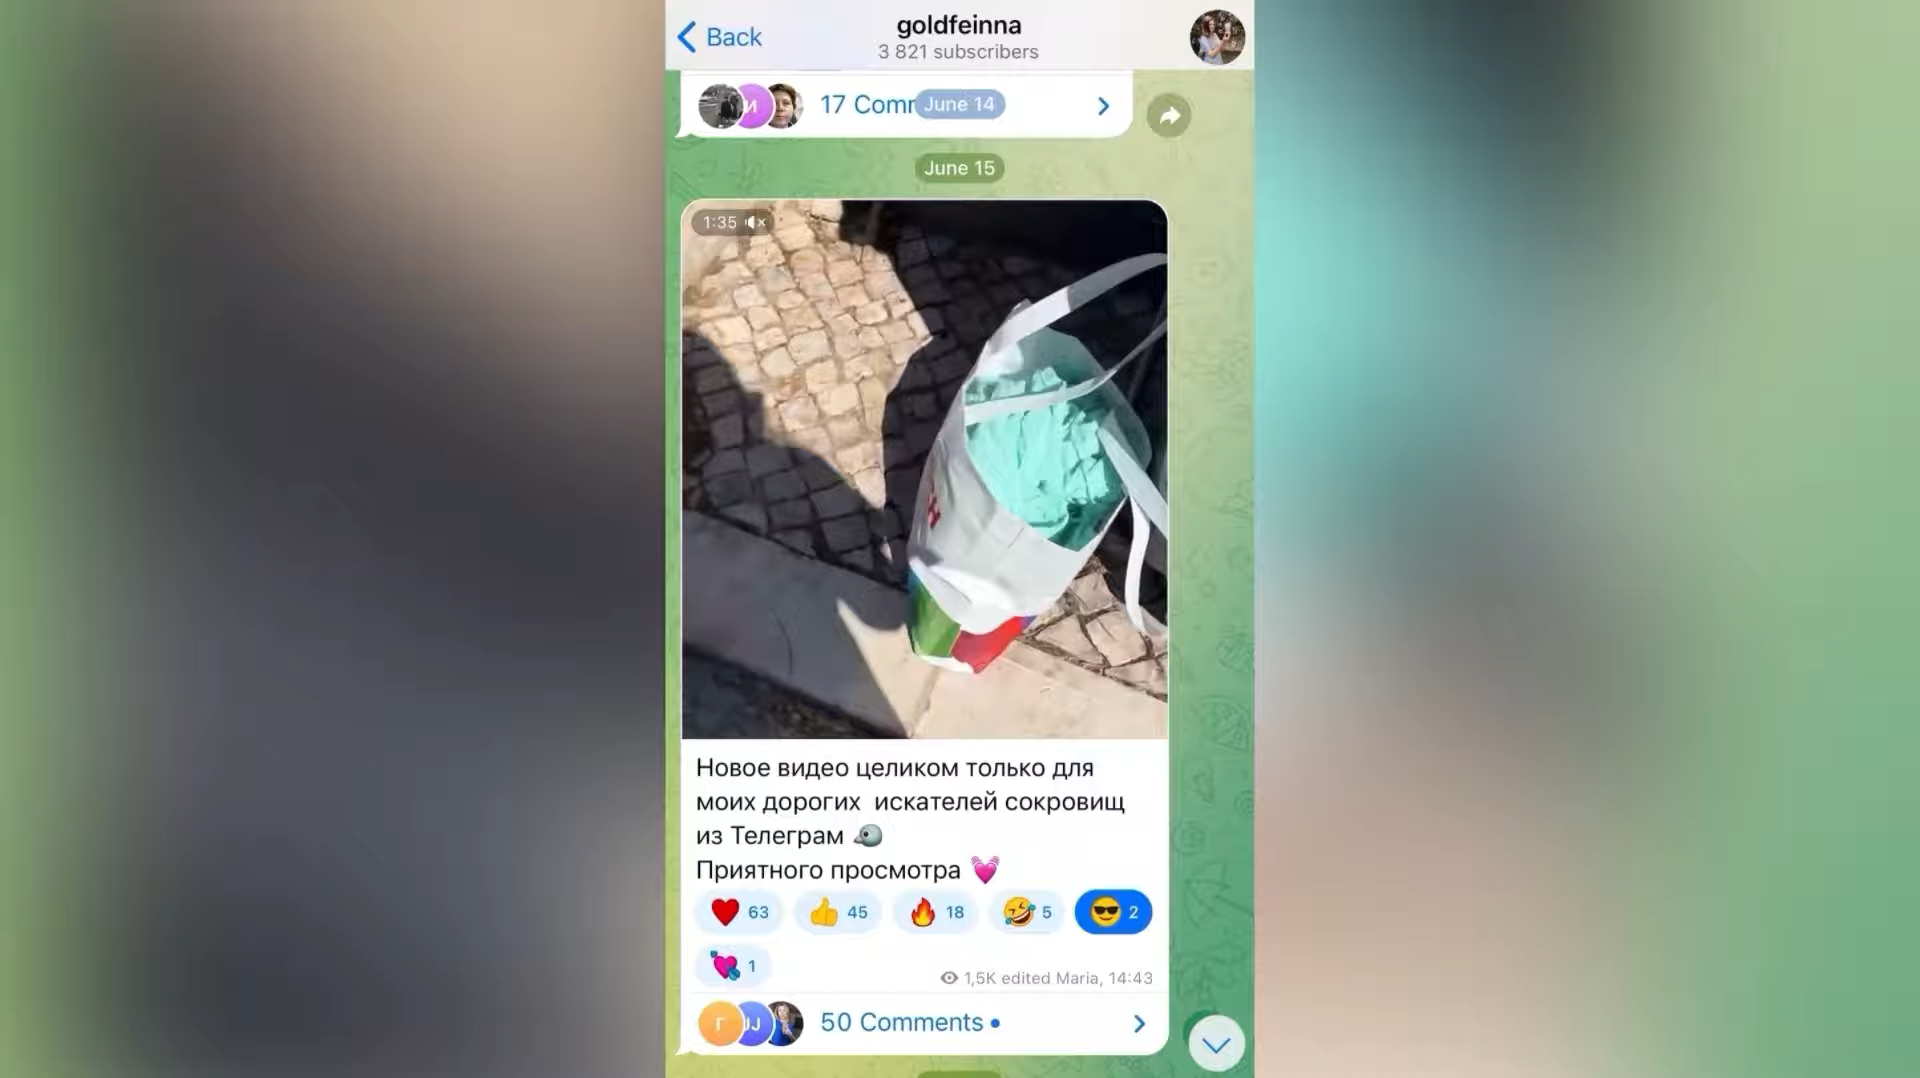 Back
goldfeinna
3 821 subscribers
И
17 Comm
June 14
June 15
1:35
Новое видео целиком только для
моих дорогих искателей сокровищ
из Телеграм
Приятного просмотра
63
45
18
5
2
1
1,5K edited Maria, 14:43
Г
JJ
50 Comments